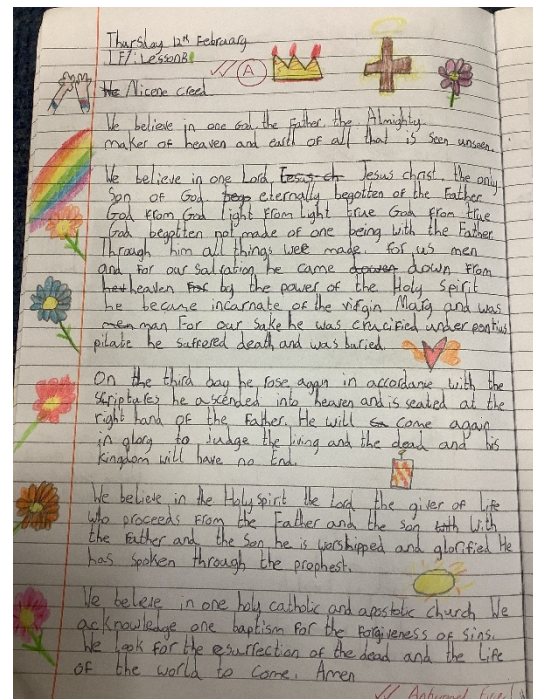 Thursday 12th February
LF/: Lesson 8
A
Nicene Creed
We believe in one God the Father the Almighty
maker of heaven and earth of all that is seen unseen.
We believe in one Lord Jesus christ. the only
Son of God eternally begotten of the Father
God from God light from light true God from true
God begotten not made of one being with the Father
Through him all things were made. for us men
and for our salvation he came down from
heaven by the power of the Holy Spirit
he became incarnate of the virgin Mary and was
man For our sake he was crucified under pontius
pilate he suffered death and was buried.
On the third day he rose again in accordanse with the
scriptures he ascended into heaven and is seated at the
right hand of the Father. He will come again
in glory to Judge the living and the dead and his
Kingdom will have no End.
We believe in the Holy spirit the Lord the giver of life
who proceeds from the Father and the son With
the Father and the Son he is worshipped and glorified He
has spoken through the prophest.
We beleve in one holy catholic and apostolic church We
acknowledge one baptism for the forgiveness of sins.
We look for the resurrection of the dead and the life
of the world to come. Amen